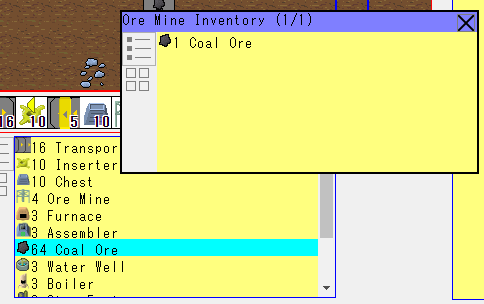 Ore Mine Inventory (1/1)
1 Coal Ore
16 10 5 10
16 Transpor
10 Inserter
10 Chest
4 Ore Mine
3 Furnace
3 Assembler
64 Coal Ore
3 Water Well
3 Boiler